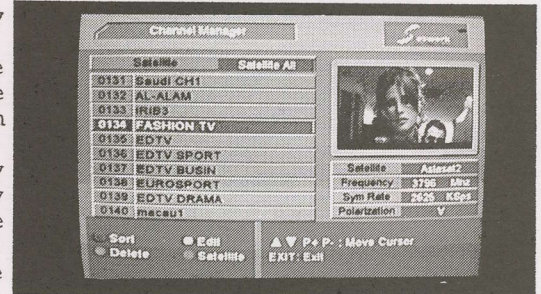 Channel Manager
Satellite Satellite All
0131 Saudi CH1
0132 AL-ALAM
0133 IRIB3
0134 FASHION TV
0135 EDTV
0136 EDTV SPORT
0137 EDTV BUSIN
0138 EUROSPORT
0139 EDTV DRAMA
0140 macau1
Satellite Asiasat2
Frequency 3796 Mhz
Sym Rate 2625 KSps
Polarization V
Sort Edit
Delete Satellite
▲ ▼ P+ P- : Move Cursor
EXIT: Exit